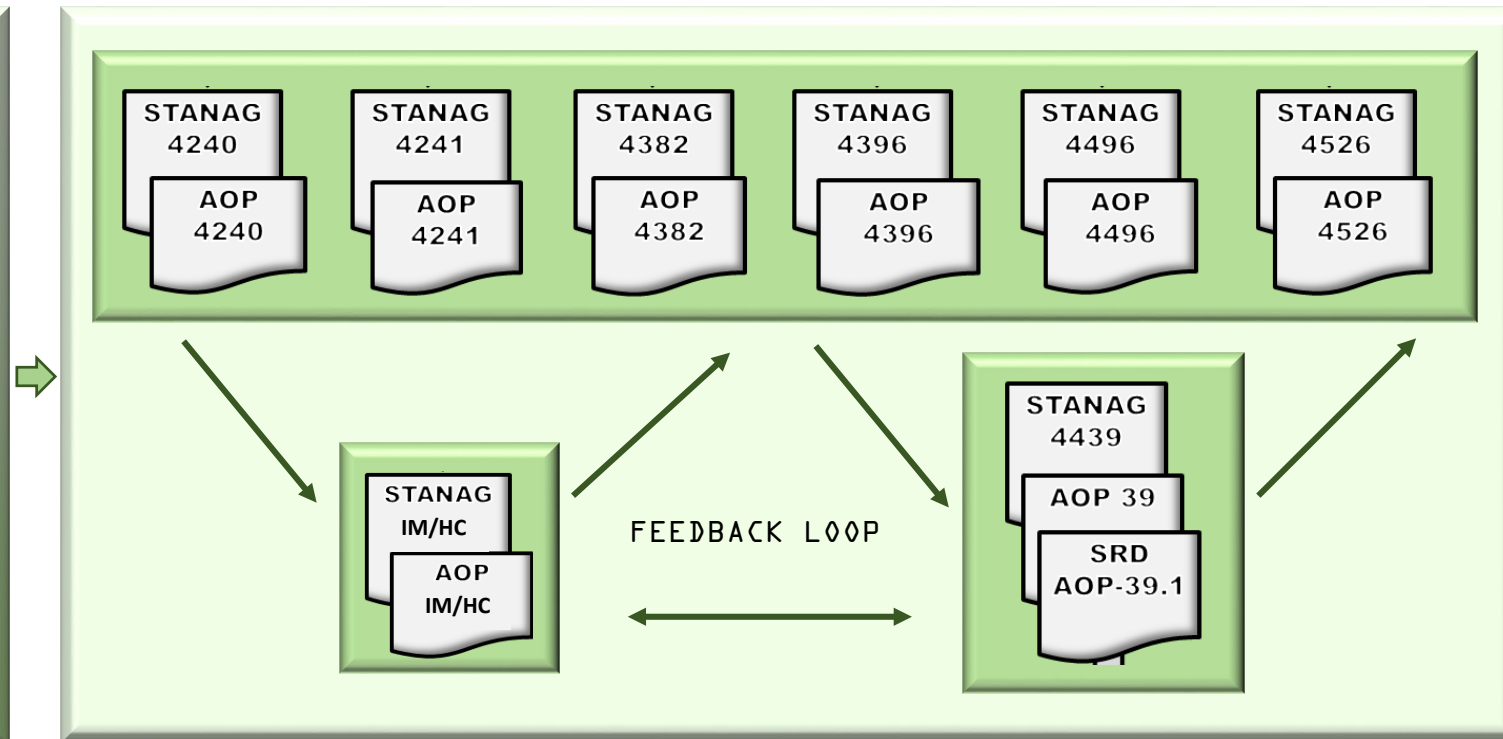 STANAG
4240
AOP
4240
STANAG
4241
AOP
4241
STANAG
4382
AOP
4382
STANAG
4396
AOP
4396
STANAG
4496
AOP
4496
STANAG
4526
AOP
4526
STANAG
IM/HC
AOP
IM/HC
FEEDBACK LOOP
STANAG
4439
AOP 39
SRD
AOP-39.1